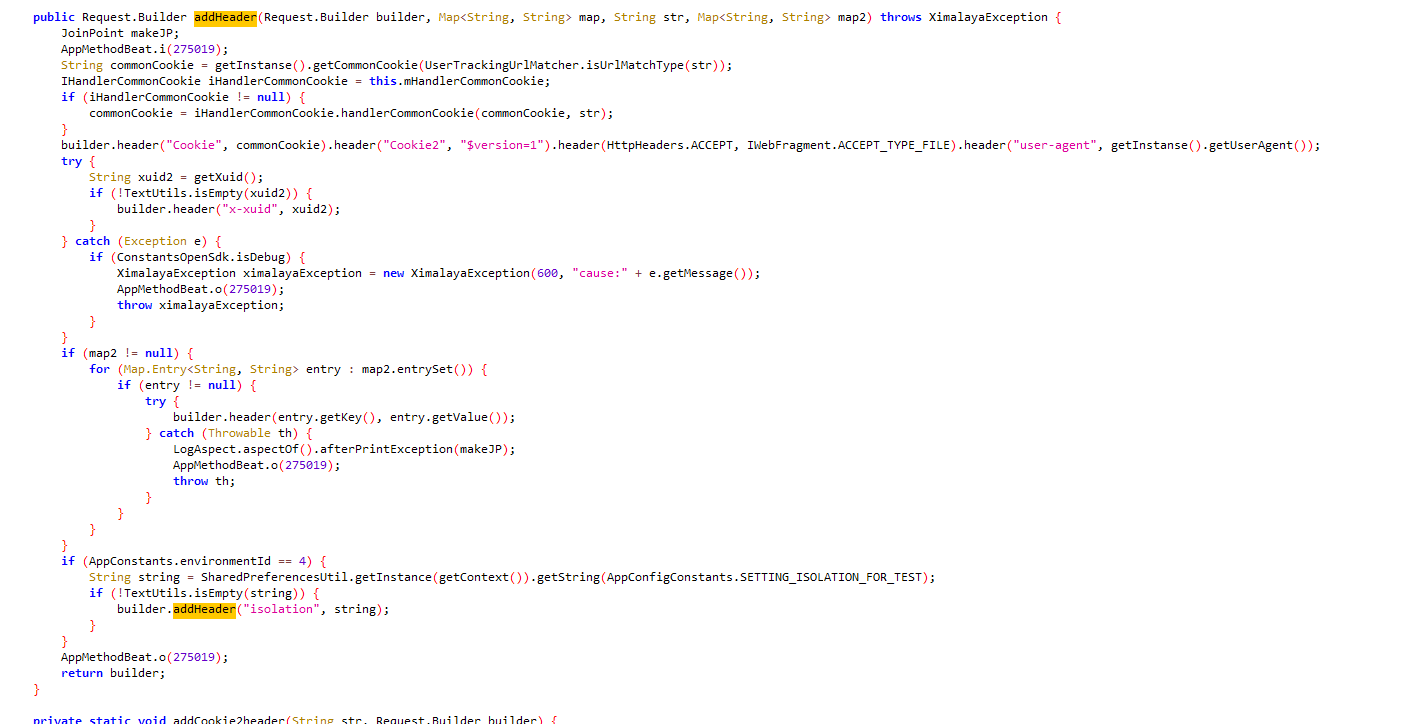 public Request.Builder addHeader(Request.Builder builder, Map<String, String> map, String str, Map<String, String> map2) throws XimalayaException {
JoinPoint makeJP;
AppMethodBeat.i(275019);
String commonCookie = getInstanse().getCommonCookie(UserTrackingUrlMatcher.isUrlMatchType(str));
IHandlerCommonCookie iHandlerCommonCookie = this.mHandlerCommonCookie;
if (iHandlerCommonCookie != null) {
commonCookie = iHandlerCommonCookie.handlerCommonCookie(commonCookie, str);
}
builder.header("Cookie", commonCookie).header("Cookie2", "$version=1").header(HttpHeaders.ACCEPT, IWebFragment.ACCEPT_TYPE_FILE).header("user-agent", getInstanse().getUserAgent());
try {
String xuid2 = getXuid();
if (!TextUtils.isEmpty(xuid2)) {
builder.header("x-xuid", xuid2);
}
} catch (Exception e) {
if (ConstantsOpenSdk.isDebug) {
XimalayaException ximalayaException = new XimalayaException(600, "cause:" + e.getMessage());
AppMethodBeat.o(275019);
throw ximalayaException;
}
}
if (map2 != null) {
for (Map.Entry<String, String> entry : map2.entrySet()) {
if (entry != null) {
try {
builder.header(entry.getKey(), entry.getValue());
} catch (Throwable th) {
LogAspect.aspectOf().afterPrintException(makeJP);
AppMethodBeat.o(275019);
throw th;
}
}
}
}
if (AppConstants.environmentId == 4) {
String string = SharedPreferencesUtil.getInstance(getContext()).getString(AppConfigConstants.SETTING_ISOLATION_FOR_TEST);
if (!TextUtils.isEmpty(string)) {
builder.addHeader("isolation", string);
}
}
AppMethodBeat.o(275019);
return builder;
}
private static void addCookie2header(String str, Request.Builder builder) {